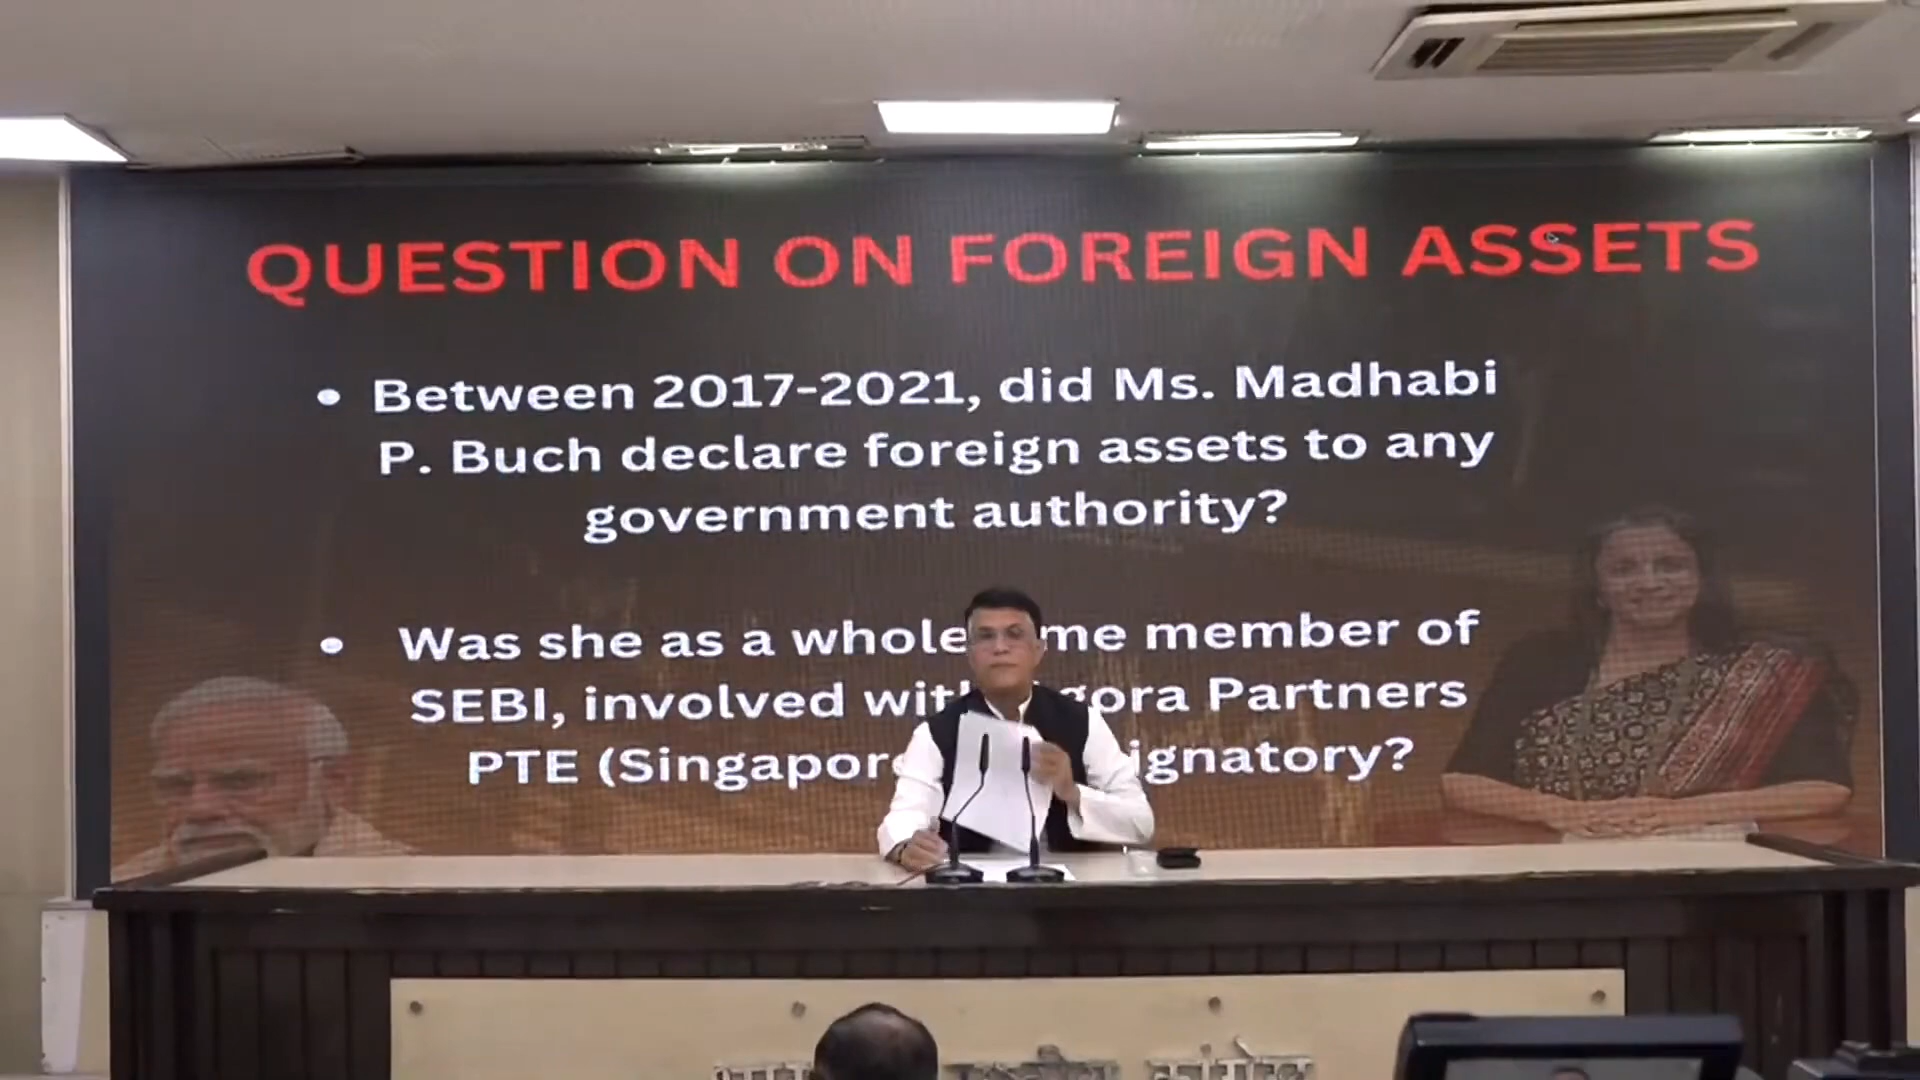 QUESTION ON FOREIGN ASSETS
• Between 2017-2021, did Ms. Madhabi
P. Buch declare foreign assets to any
government authority?
• Was she as a whole me member of
SEBI, involved with gora Partners
PTE (Singapor ignatory?
कांग्रेस